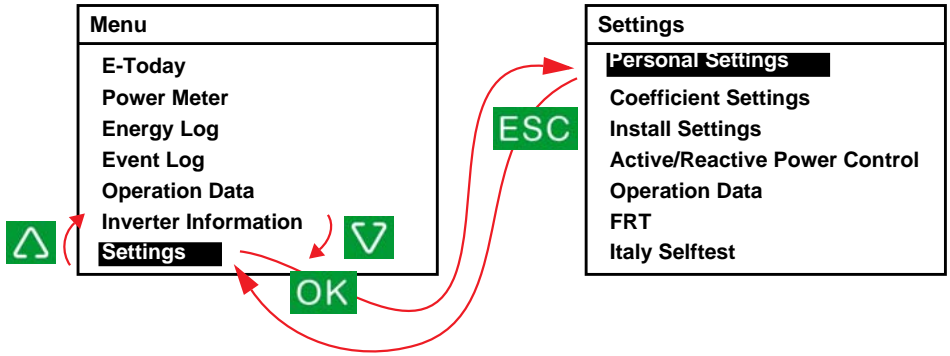 Menu
E-Today
Power Meter
Energy Log
Event Log
Operation Data
Inverter Information
Settings
OK
ESC
Settings
Personal Settings
Coefficient Settings
Install Settings
Active/Reactive Power Control
Operation Data
FRT
Italy Selftest